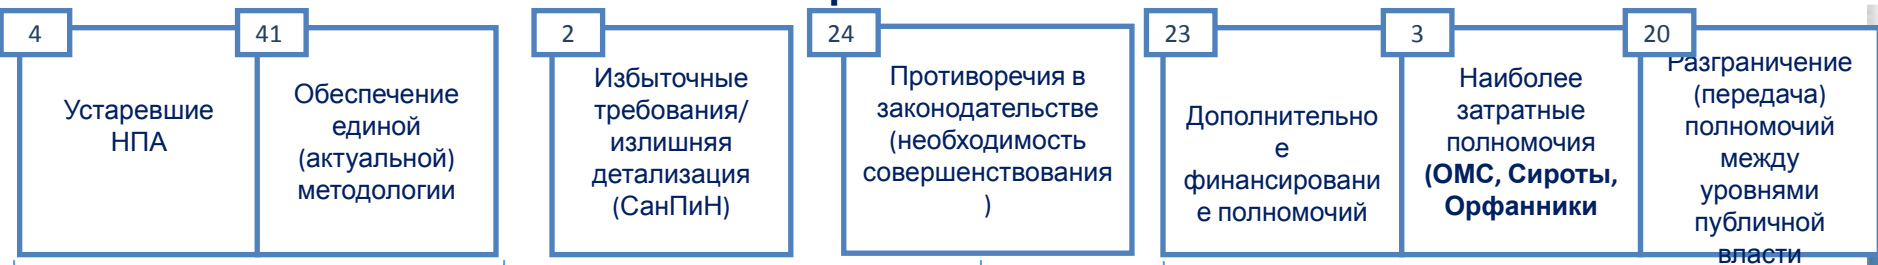 4
Устаревшие
НПА
41
Обеспечение
единой
(актуальной)
методологии
2
Избыточные
требования/
излишняя
детализация
(СанПиН)
24
Противоречия в
законодательстве
(необходимость
совершенствования
)
23
Дополнительно
е
финансировани
е полномочий
3
Наиболее
затратные
полномочия
(ОМС, Сироты,
Орфанники
20
Разграничение
(передача)
полномочий
между
уровнями
публичной
власти